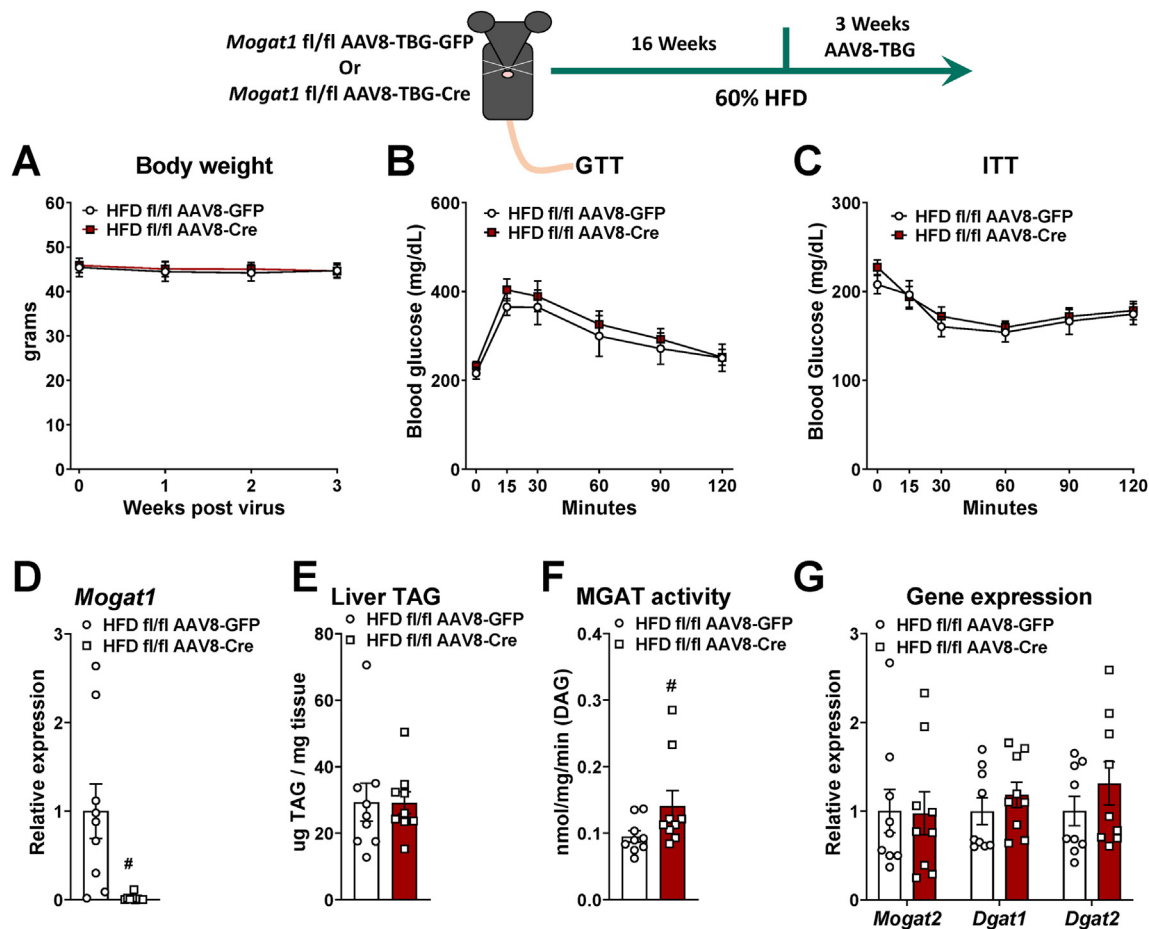 Mogat1 fl/fl AAV8-TBG-GFP
Or
Mogat1 fl/fl AAV8-TBG-Cre
16 Weeks
3 Weeks
AAV8-TBG
60% HFD
A
Body weight
HFD fl/fl AAV8-GFP
HFD fl/fl AAV8-Cre
grams
60
50
40
30
20
10
0
0 1 2 3
Weeks post virus
B
GTT
HFD fl/fl AAV8-GFP
HFD fl/fl AAV8-Cre
Blood glucose (mg/dL)
600
400
200
0
0 15 30 60 90 120
Minutes
C
ITT
HFD fl/fl AAV8-GFP
HFD fl/fl AAV8-Cre
Blood Glucose (mg/dL)
300
200
100
0
0 15 30 60 90 120
Minutes
D
Mogat1
HFD fl/fl AAV8-GFP
HFD fl/fl AAV8-Cre
Relative expression
3
2
1
0
#
E
Liver TAG
HFD fl/fl AAV8-GFP
HFD fl/fl AAV8-Cre
ug TAG / mg tissue
80
60
40
20
0
F
MGAT activity
HFD fl/fl AAV8-GFP
HFD fl/fl AAV8-Cre
nmol/mg/min (DAG)
0.4
0.3
0.2
0.1
0.0
#
G
Gene expression
HFD fl/fl AAV8-GFP
HFD fl/fl AAV8-Cre
Relative expression
3
2
1
0
Mogat2 Dgat1 Dgat2